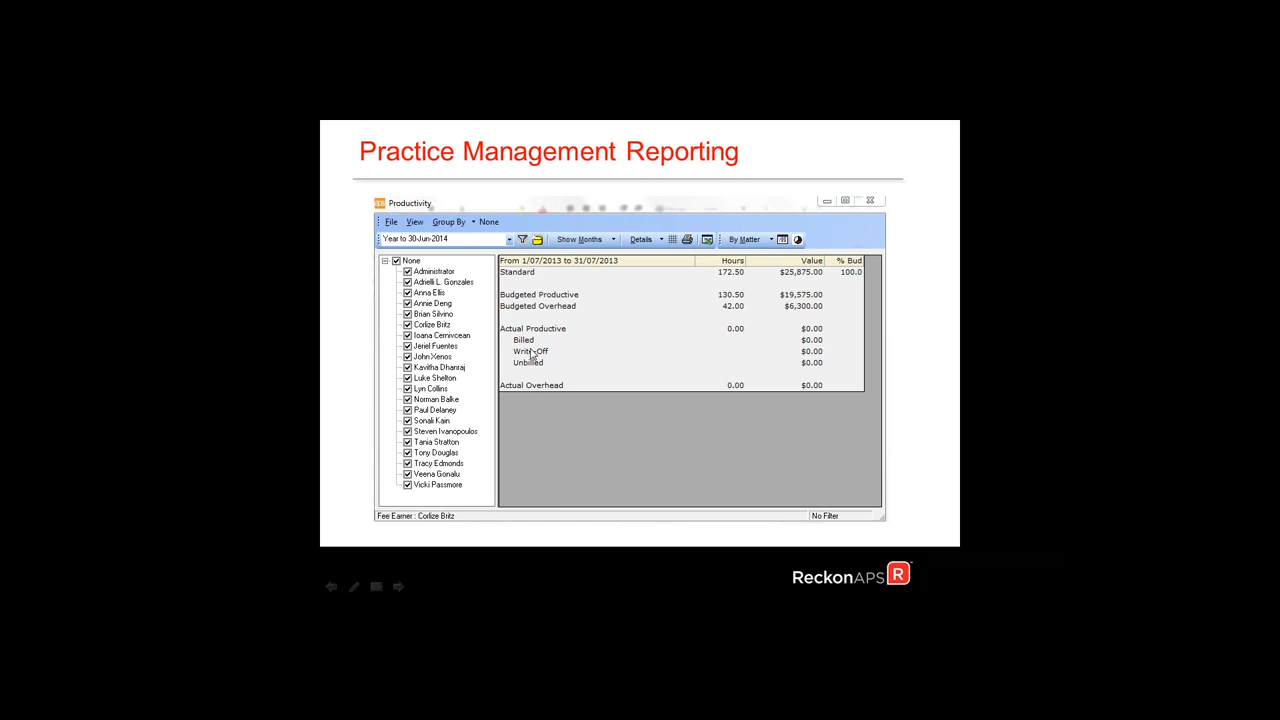 Practice Management Reporting
Productivity
File View Group By None
Year to 30-Jun-2014 Show Months Details By Matter
None
Administrator
Adrielli L. Gonzales
Anna Ellis
Annie Deng
Brian Silvino
Corlize Britz
Ioana Cernivcean
Jeriel Fuentes
John Xenos
Kavitha Dhanraj
Luke Shelton
Lyn Collins
Norman Balke
Paul Delaney
Sonali Kain
Steven Ivanopoulos
Tania Stratton
Tony Douglas
Tracy Edmonds
Veena Gonalu
Vicki Passmore
From 1/07/2013 to 31/07/2013 Hours Value % Bud
Standard 172.50 $25,875.00 100.0
Budgeted Productive 130.50 $19,575.00
Budgeted Overhead 42.00 $6,300.00
Actual Productive 0.00 $0.00
Billed $0.00
Write-Off $0.00
Unbilled $0.00
Actual Overhead 0.00 $0.00
Fee Earner : Corlize Britz No Filter
ReckonAPS R